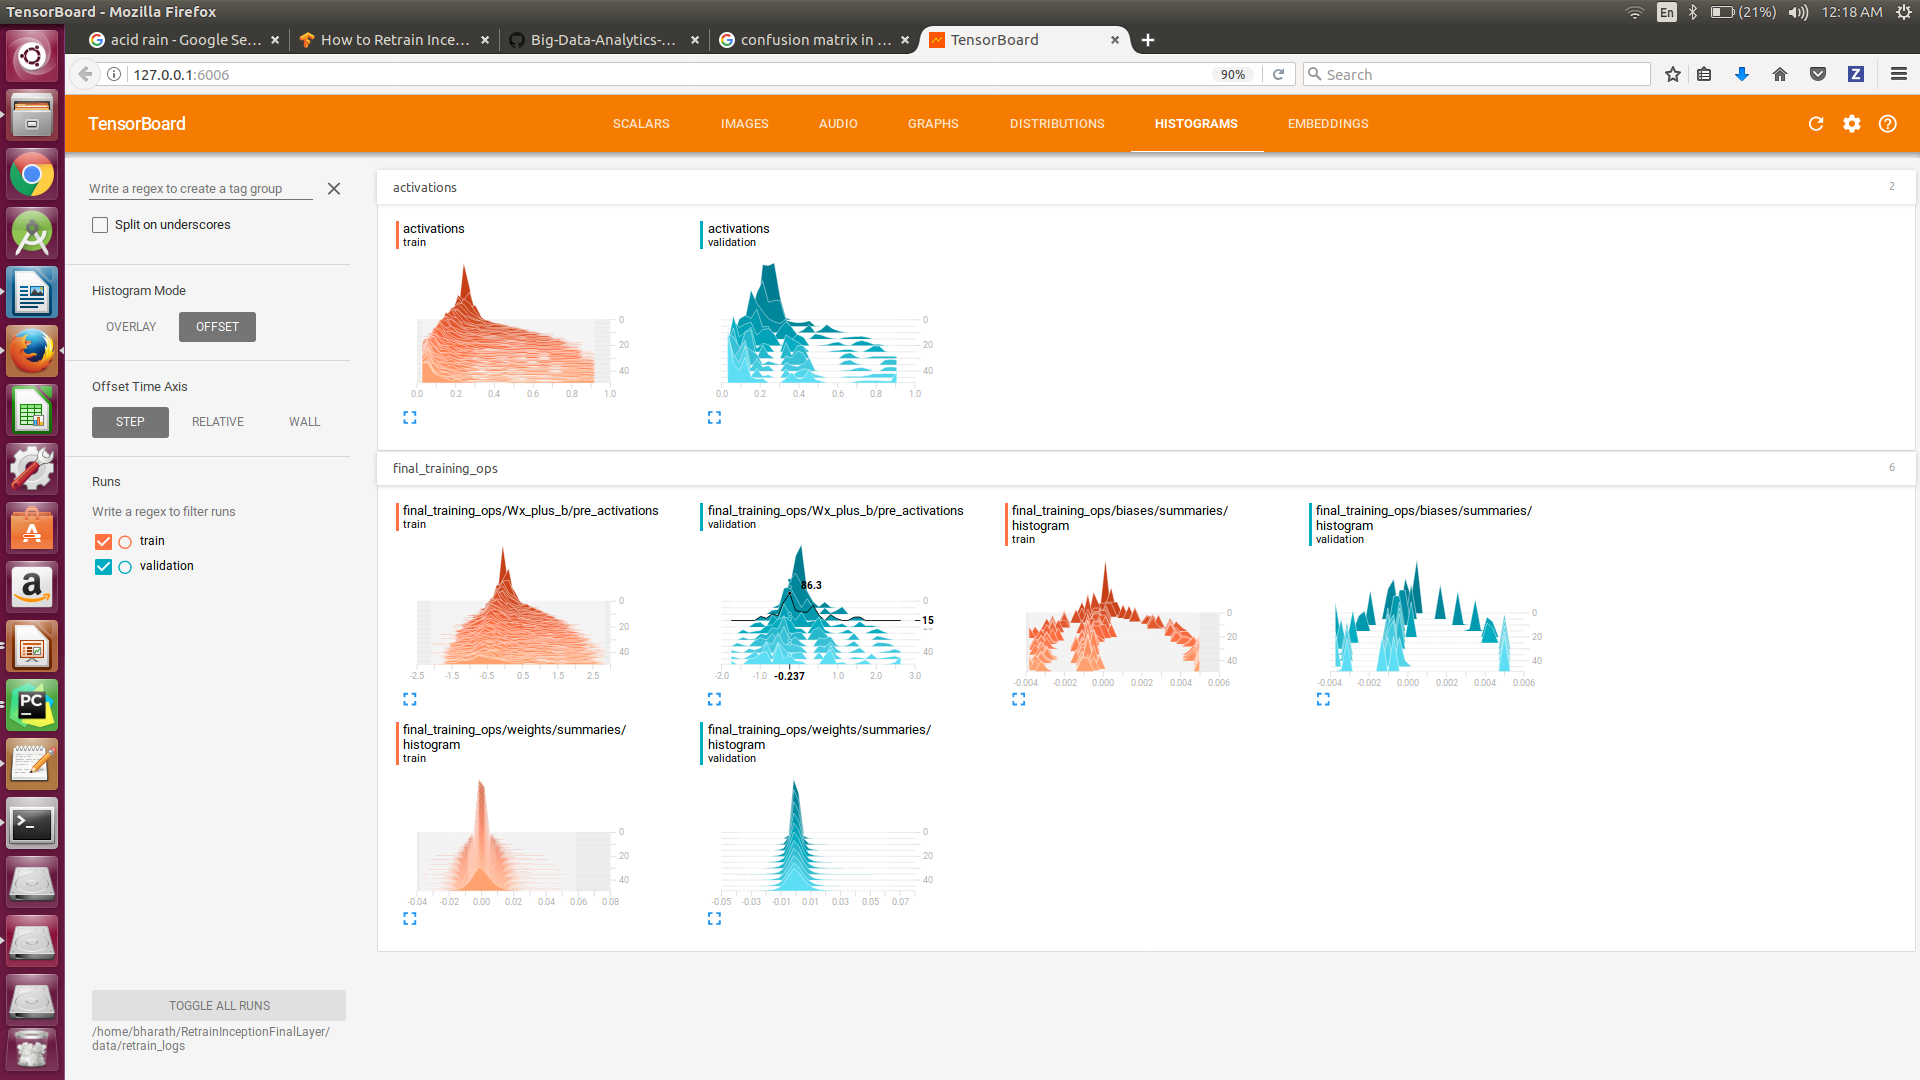 TensorBoard - Mozilla Firefox
En (21%) 12:18 AM
acid rain - Google Se...
How to Retrain Ince...
Big-Data-Analytics-...
confusion matrix in ...
TensorBoard
127.0.0.1:6006
90%
Search
TensorBoard
SCALARS IMAGES AUDIO GRAPHS DISTRIBUTIONS HISTOGRAMS EMBEDDINGS
Write a regex to create a tag group
Split on underscores
Histogram Mode
OVERLAY OFFSET
Offset Time Axis
STEP RELATIVE WALL
Runs
Write a regex to filter runs
train
validation
TOGGLE ALL RUNS
/home/bharath/RetrainInceptionFinalLayer/
data/retrain_logs
activations 2
activations
train
0
20
40
0.0 0.2 0.4 0.6 0.8 1.0
activations
validation
0
20
40
0.0 0.2 0.4 0.6 0.8 1.0
final_training_ops 6
final_training_ops/Wx_plus_b/pre_activations
train
0
20
40
-2.5 -1.5 -0.5 0.5 1.5 2.5
final_training_ops/Wx_plus_b/pre_activations
validation
86.3
0
15
40
-2.0 -1.0 -0.237 1.0 2.0 3.0
final_training_ops/biases/summaries/
histogram
train
0
20
40
-0.004 -0.002 0.000 0.002 0.004 0.006
final_training_ops/biases/summaries/
histogram
validation
0
20
40
-0.004 -0.002 0.000 0.002 0.004 0.006
final_training_ops/weights/summaries/
histogram
train
0
20
40
-0.04 -0.02 0.00 0.02 0.04 0.06 0.08
final_training_ops/weights/summaries/
histogram
validation
0
20
40
-0.05 -0.03 -0.01 0.01 0.03 0.05 0.07
PC
Z